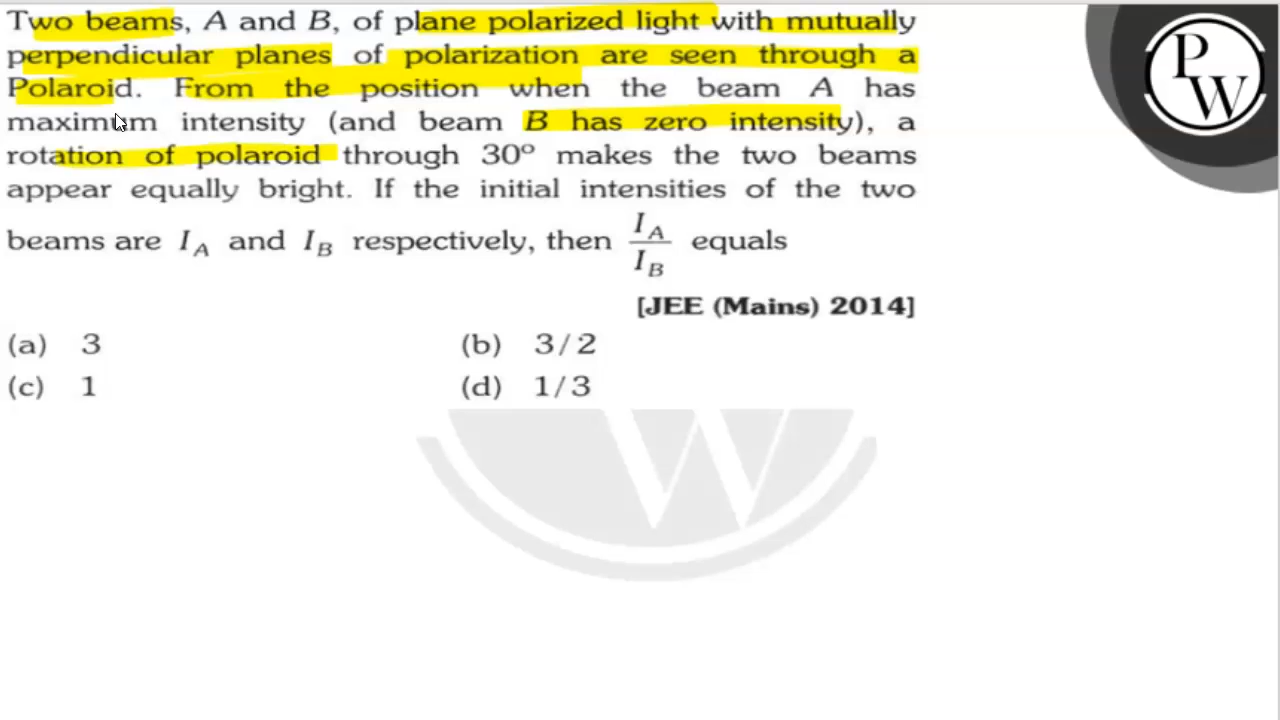 Two beams, A and B, of plane polarized light with mutually
perpendicular planes of polarization are seen through a
Polaroid. From the position when the beam A has
maximum intensity (and beam B has zero intensity), a
rotation of polaroid through 30º makes the two beams
appear equally bright. If the initial intensities of the two
beams are I_A and I_B respectively, then I_A/I_B equals
[JEE (Mains) 2014]
(a) 3 (b) 3/2
(c) 1 (d) 1/3
P
W